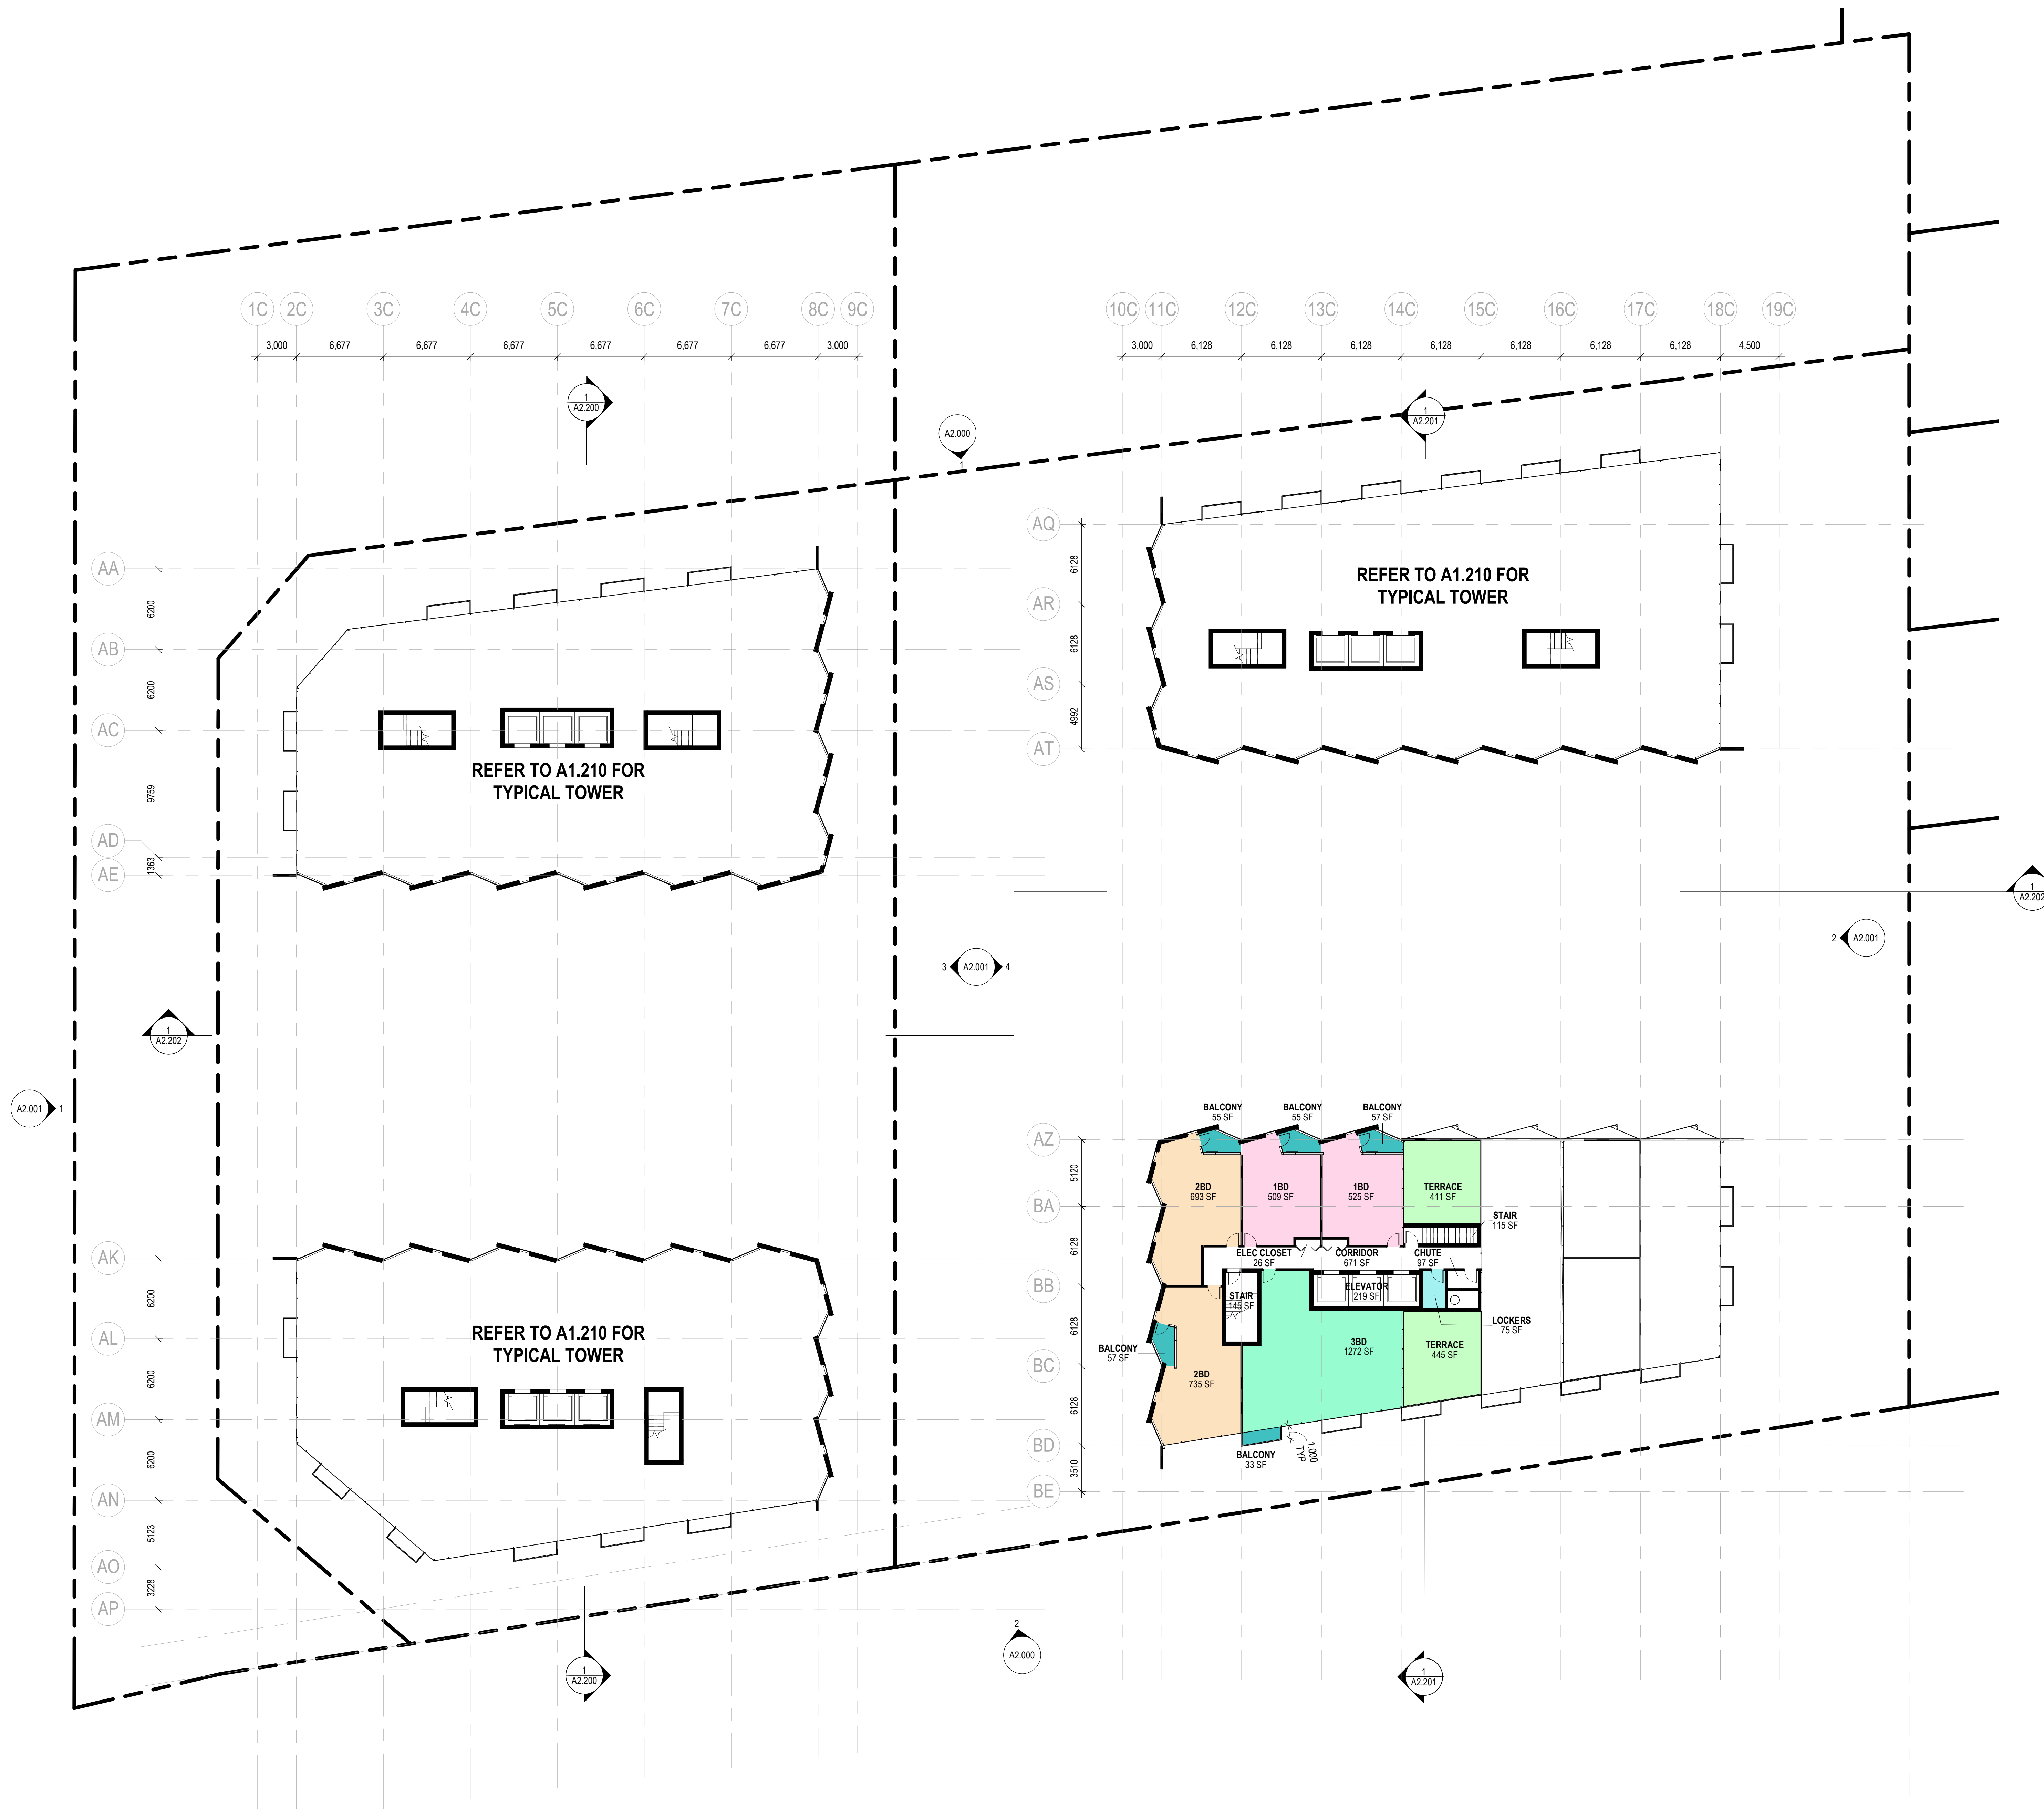 1C 2C 3C 4C 5C 6C 7C 8C 9C
3,000 6,677 6,677 6,677 6,677 6,677 6,677 3,000
10C 11C 12C 13C 14C 15C 16C 17C 18C 19C
3,000 6,128 6,128 6,128 6,128 6,128 6,128 6,128 4,500
1
A2.200
A2.000
1
1
A2.201
AA
6200
AB
6200
AC
9759
AD
1363
AE
REFER TO A1.210 FOR
TYPICAL TOWER
AQ
6128
AR
6128
AS
4992
AT
REFER TO A1.210 FOR
TYPICAL TOWER
1
A2.202
2 A2.001
3 A2.001 4
1
A2.202
A2.001 1
AK
6200
AL
6200
AM
6200
AN
5123
AO
3228
AP
REFER TO A1.210 FOR
TYPICAL TOWER
AZ
5120
BA
6128
BB
6128
BC
6128
BD
3510
BE
BALCONY
55 SF
BALCONY
55 SF
BALCONY
57 SF
2BD
693 SF
1BD
509 SF
1BD
525 SF
TERRACE
411 SF
STAIR
115 SF
ELEC CLOSET
26 SF
CORRIDOR
671 SF
CHUTE
97 SF
STAIR
145 SF
ELEVATOR
219 SF
LOCKERS
75 SF
BALCONY
57 SF
2BD
735 SF
3BD
1272 SF
TERRACE
445 SF
BALCONY
33 SF
1,000
TYP
1
A2.200
2
A2.000
1
A2.201